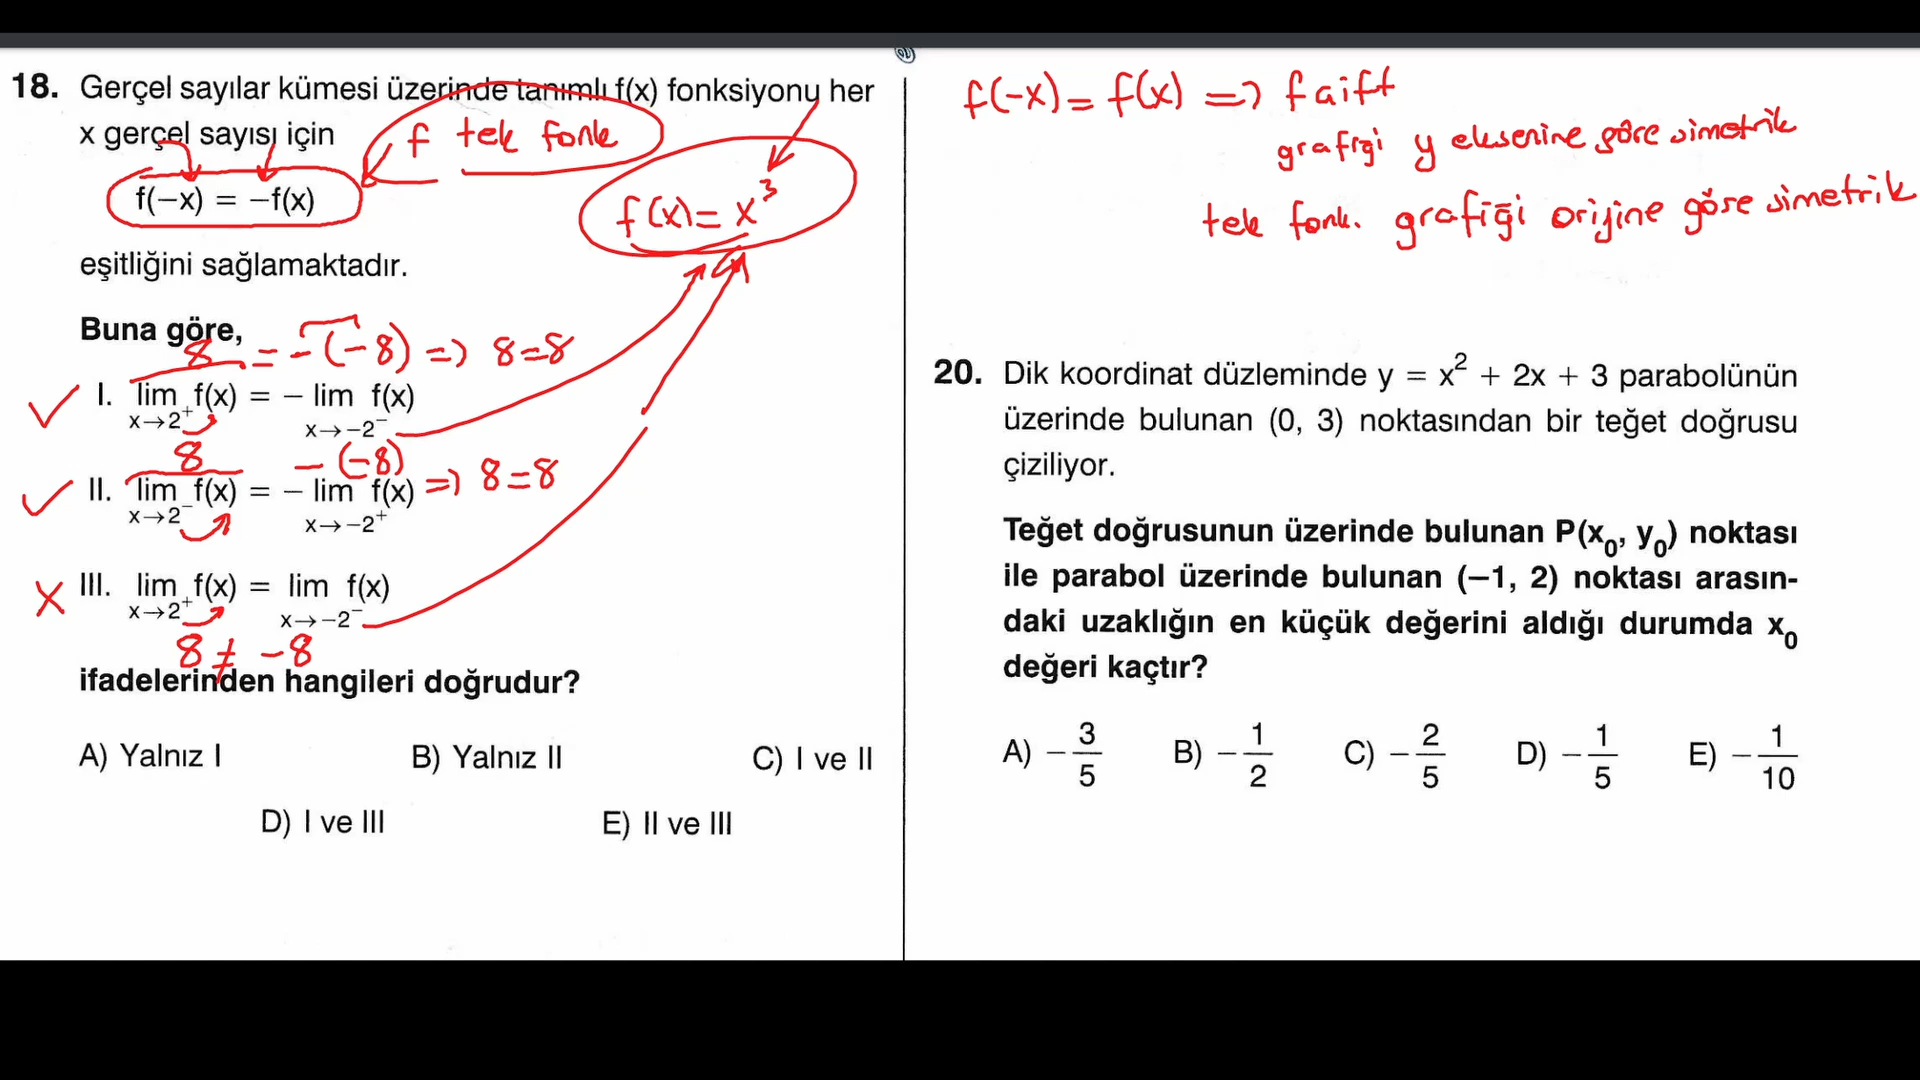 18. Gerçel sayılar kümesi üzerinde tanımlı f(x) fonksiyonu her
x gerçel sayısı için
f tek fonk
f(−x) = −f(x)
f(x) = x³
eşitliğini sağlamaktadır.
Buna göre,
8 = -(-8) => 8=8
I. lim f(x) = − lim f(x)
x→2⁺ x→−2⁻
8 -(-8) => 8=8
II. lim f(x) = − lim f(x)
x→2⁻ x→−2⁺
III. lim f(x) = lim f(x)
x→2⁺ x→−2⁻
8 ≠ -8
ifadelerinden hangileri doğrudur?
A) Yalnız I B) Yalnız II C) I ve II
D) I ve III E) II ve III
f(-x) = f(x) => f çift
grafiği y eksenine göre simetrik
tek fonk. grafiği orijine göre simetrik
20. Dik koordinat düzleminde y = x² + 2x + 3 parabolünün
üzerinde bulunan (0, 3) noktasından bir teğet doğrusu
çiziliyor.
Teğet doğrusunun üzerinde bulunan P(x₀, y₀) noktası
ile parabol üzerinde bulunan (−1, 2) noktası arasın-
daki uzaklığın en küçük değerini aldığı durumda x₀
değeri kaçtır?
A) −3/5 B) −1/2 C) −2/5 D) −1/5 E) −1/10